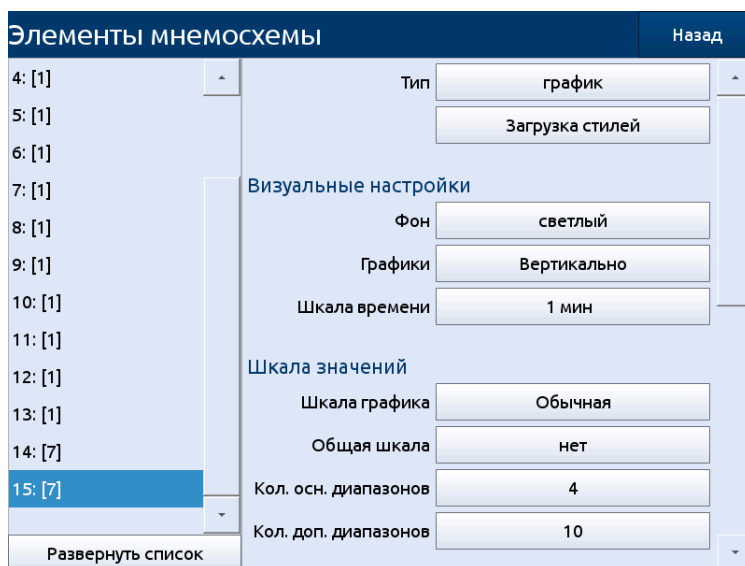 Элементы мнемосхемы
Назад
4: [1]
5: [1]
6: [1]
7: [1]
8: [1]
9: [1]
10: [1]
11: [1]
12: [1]
13: [1]
14: [7]
15: [7]
Развернуть список
Тип график
Загрузка стилей
Визуальные настройки
Фон светлый
Графики Вертикально
Шкала времени 1 мин
Шкала значений
Шкала графика Обычная
Общая шкала нет
Кол. осн. диапазонов 4
Кол. доп. диапазонов 10